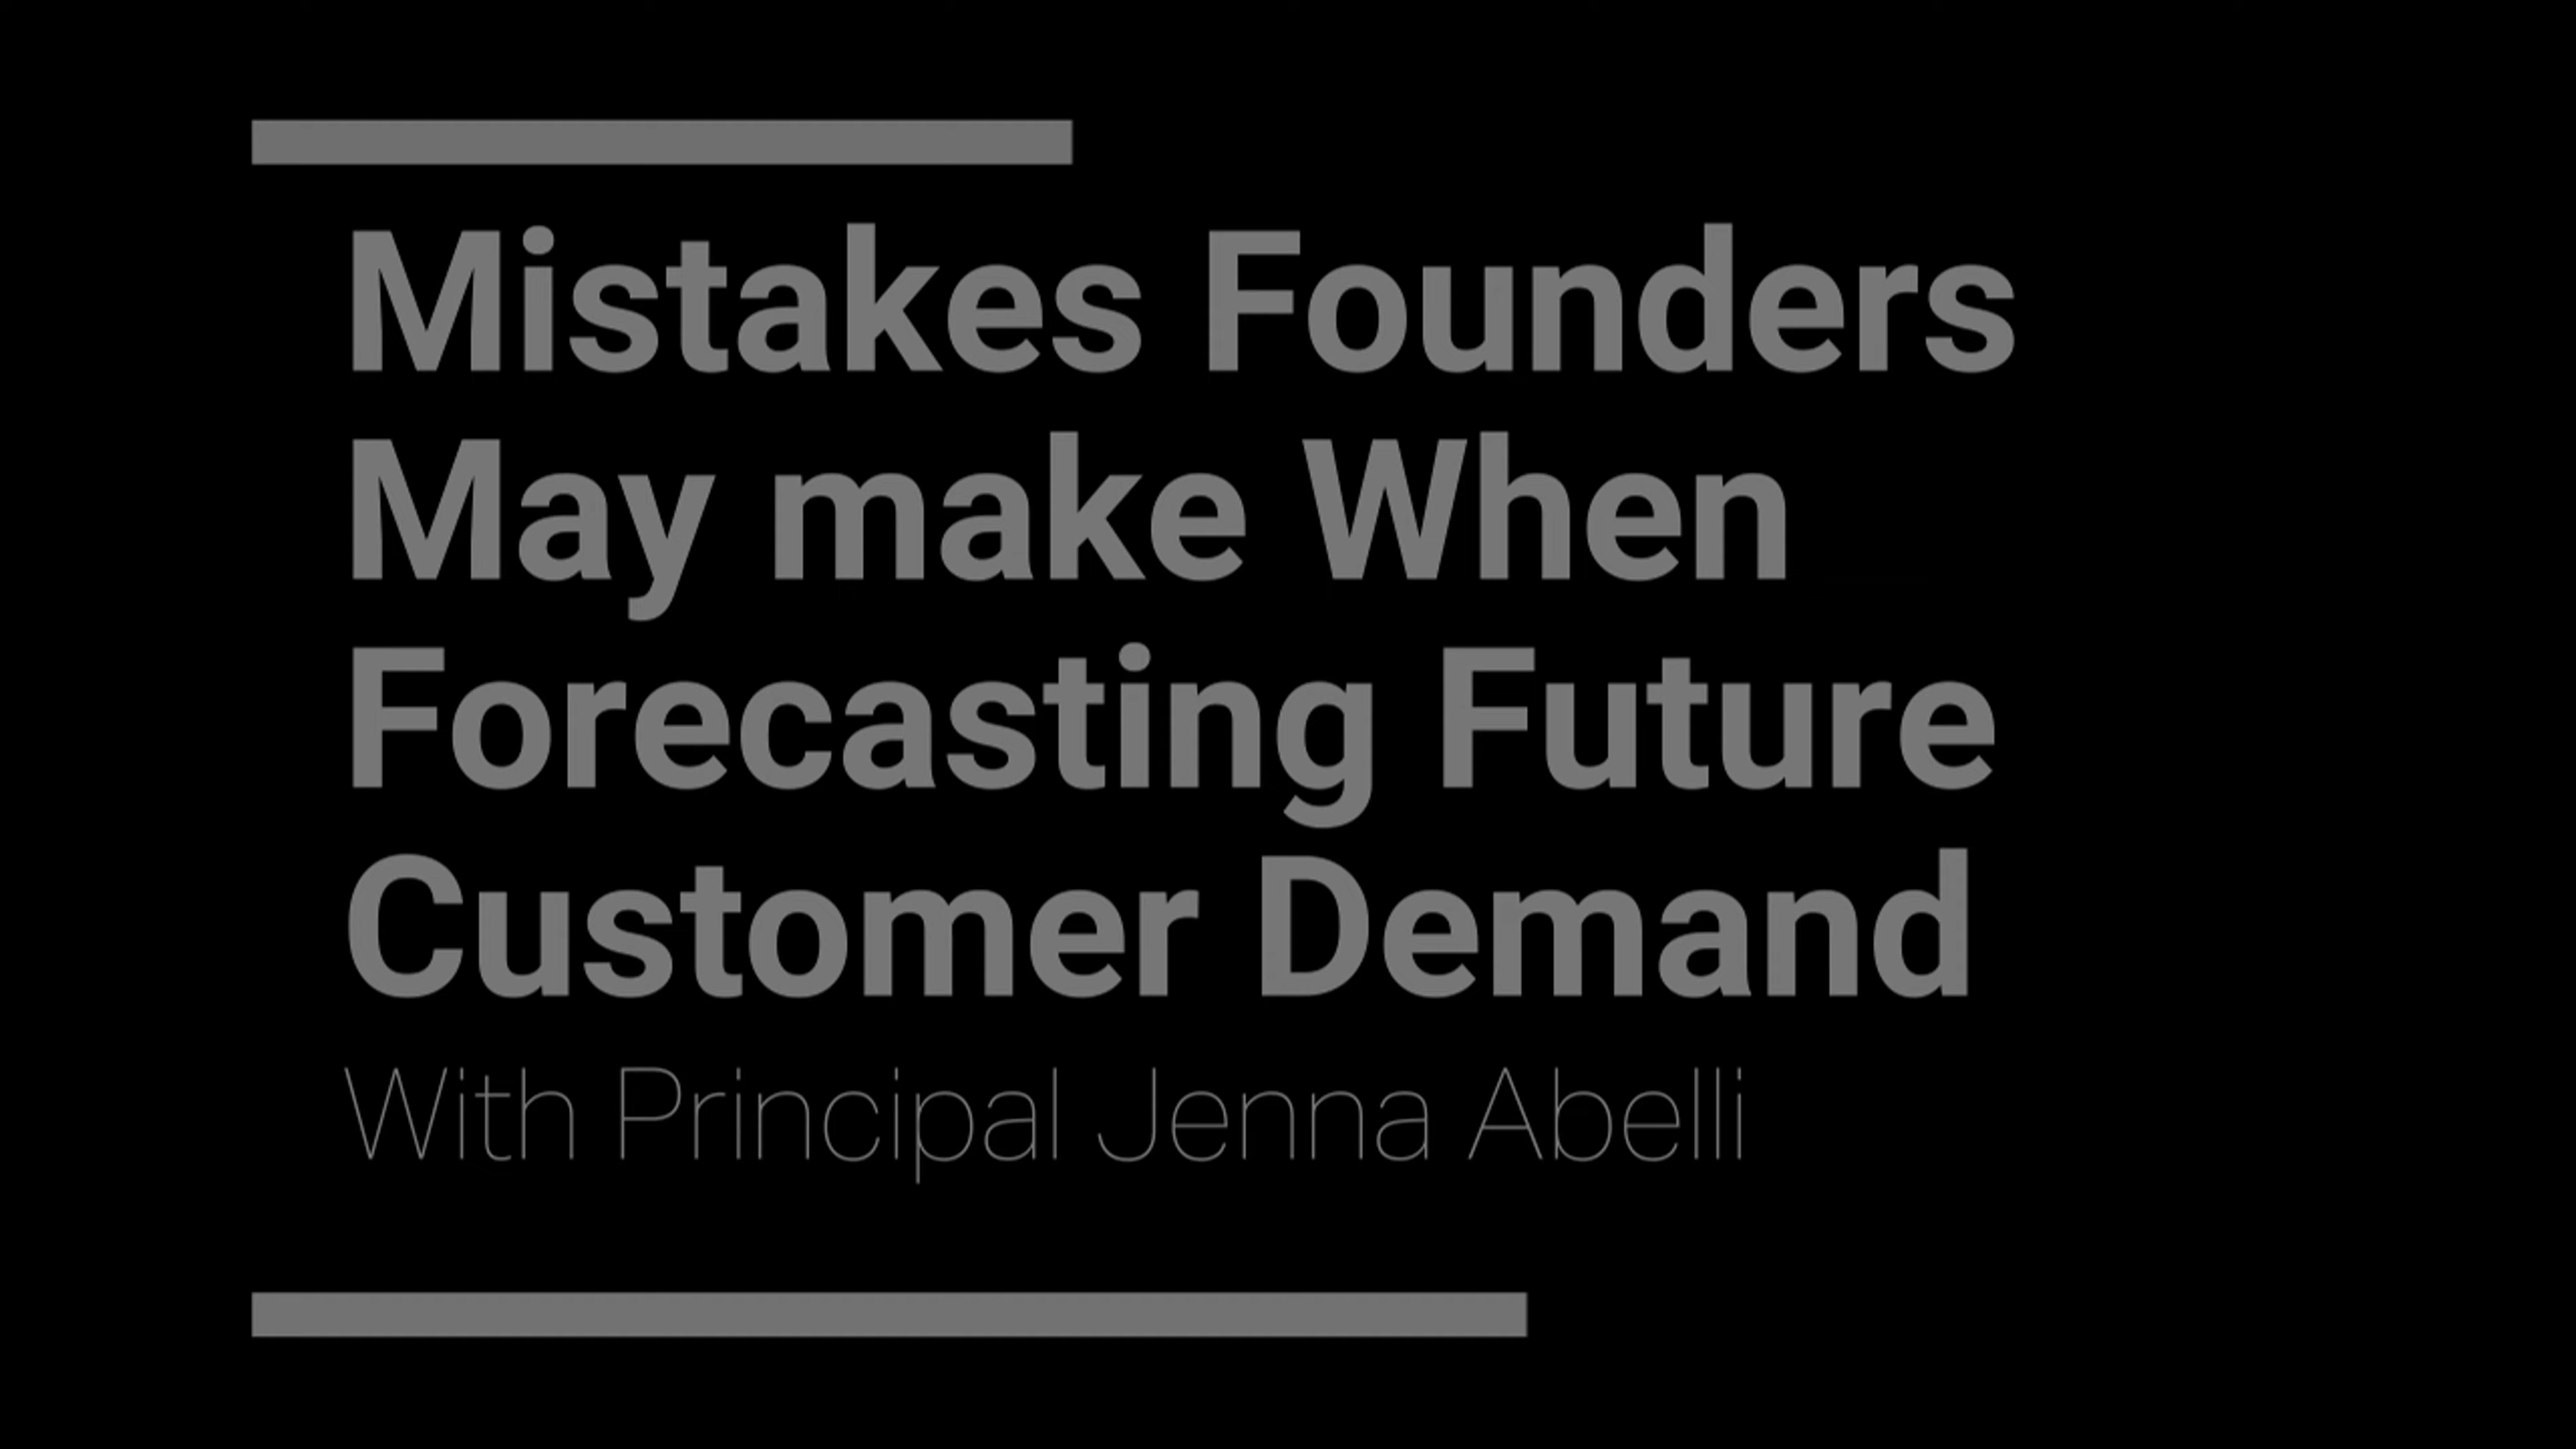 Mistakes Founders
May make When
Forecasting Future
Customer Demand
With Principal Jenna Abelli